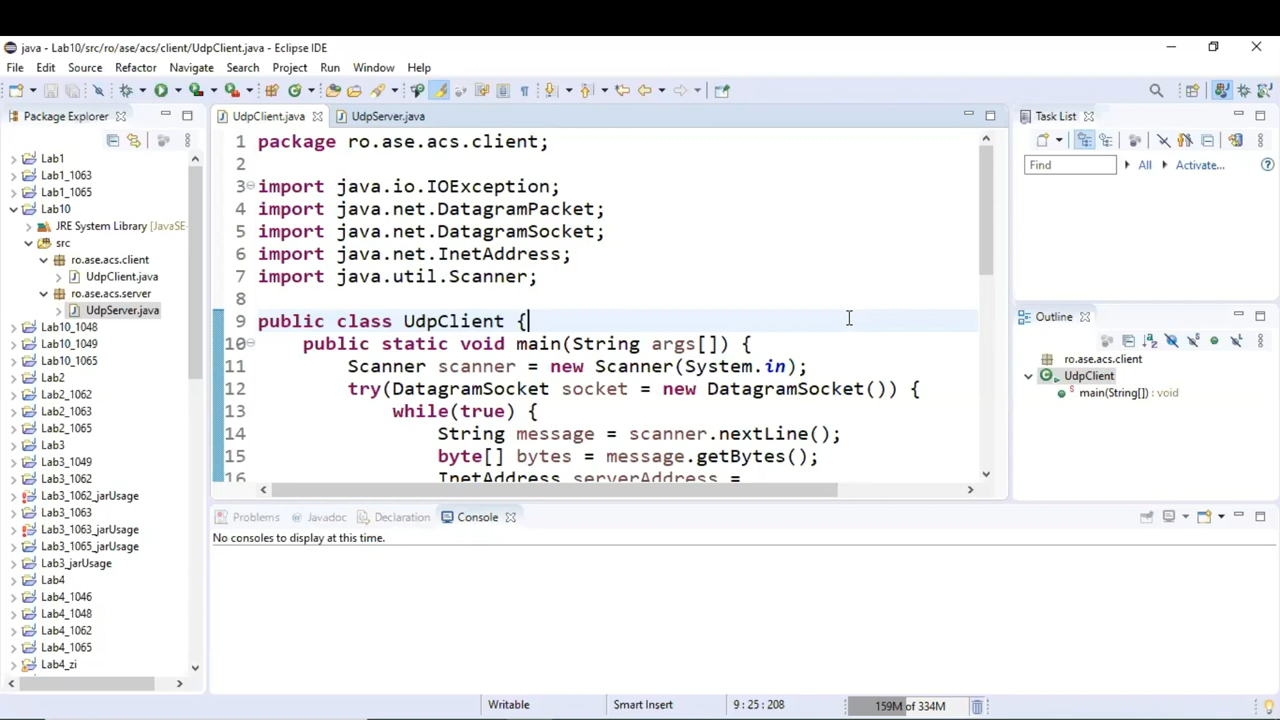 java - Lab10/src/ro/ase/acs/client/UdpClient.java - Eclipse IDE
File Edit Source Refactor Navigate Search Project Run Window Help
Package Explorer
Lab1
Lab1_1063
Lab1_1065
Lab10
JRE System Library [JavaSE-
src
ro.ase.acs.client
UdpClient.java
ro.ase.acs.server
UdpServer.java
Lab10_1048
Lab10_1049
Lab10_1065
Lab2
Lab2_1062
Lab2_1063
Lab2_1065
Lab3
Lab3_1049
Lab3_1062
Lab3_1062_jarUsage
Lab3_1063
Lab3_1063_jarUsage
Lab3_1065_jarUsage
Lab3_jarUsage
Lab4
Lab4_1046
Lab4_1048
Lab4_1062
Lab4_1065
Lab4_zi
UdpClient.java UdpServer.java
1 package ro.ase.acs.client;
2
3 import java.io.IOException;
4 import java.net.DatagramPacket;
5 import java.net.DatagramSocket;
6 import java.net.InetAddress;
7 import java.util.Scanner;
8
9 public class UdpClient {
10 public static void main(String args[]) {
11 Scanner scanner = new Scanner(System.in);
12 try(DatagramSocket socket = new DatagramSocket()) {
13 while(true) {
14 String message = scanner.nextLine();
15 byte[] bytes = message.getBytes();
16 InetAddress serverAddress =
Task List
Find All Activate...
Outline
ro.ase.acs.client
UdpClient
main(String[]) : void
Problems Javadoc Declaration Console
No consoles to display at this time.
Writable Smart Insert 9 : 25 : 208 159M of 334M